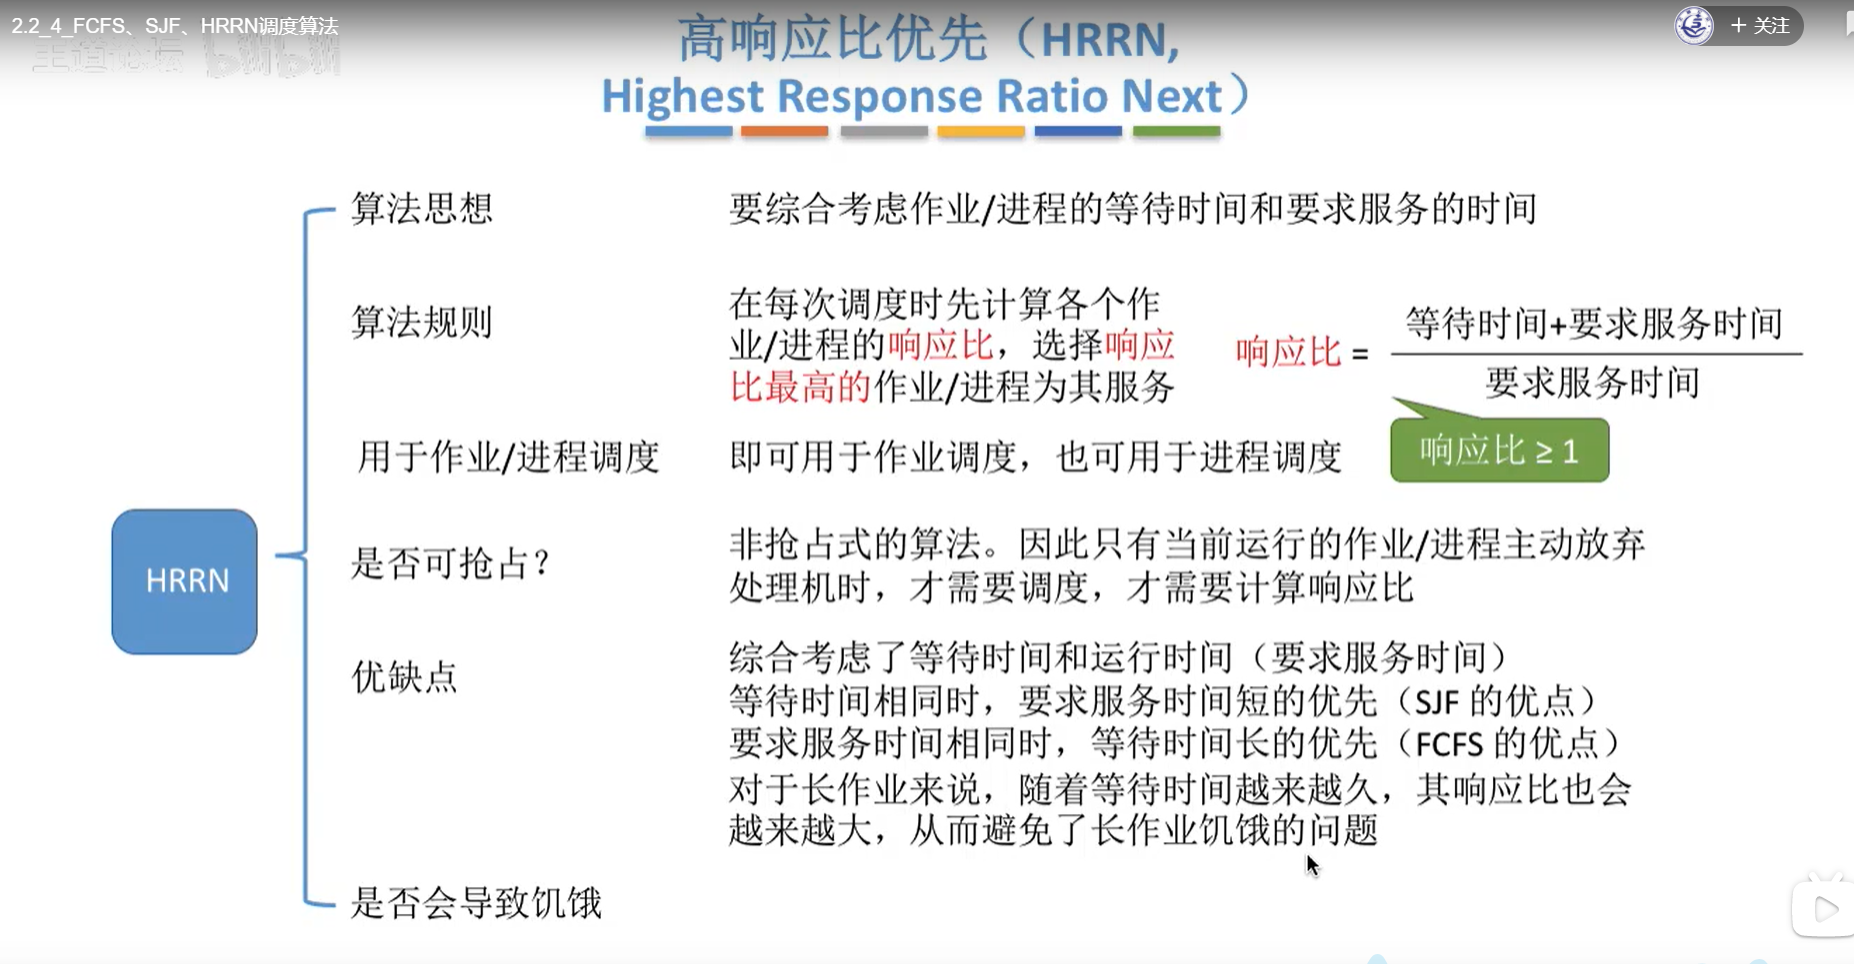 2.2_4_FCFS、SJF、HRRN调度算法
王道论坛 bilibili
+ 关注
高响应比优先（HRRN,
Highest Response Ratio Next）
算法思想
要综合考虑作业/进程的等待时间和要求服务的时间
算法规则
在每次调度时先计算各个作
业/进程的响应比，选择响应
比最高的作业/进程为其服务
响应比 =
等待时间+要求服务时间
要求服务时间
响应比 ≥ 1
用于作业/进程调度
即可用于作业调度，也可用于进程调度
HRRN
是否可抢占？
非抢占式的算法。因此只有当前运行的作业/进程主动放弃
处理机时，才需要调度，才需要计算响应比
优缺点
综合考虑了等待时间和运行时间（要求服务时间）
等待时间相同时，要求服务时间短的优先（SJF 的优点）
要求服务时间相同时，等待时间长的优先（FCFS 的优点）
对于长作业来说，随着等待时间越来越久，其响应比也会
越来越大，从而避免了长作业饥饿的问题
是否会导致饥饿